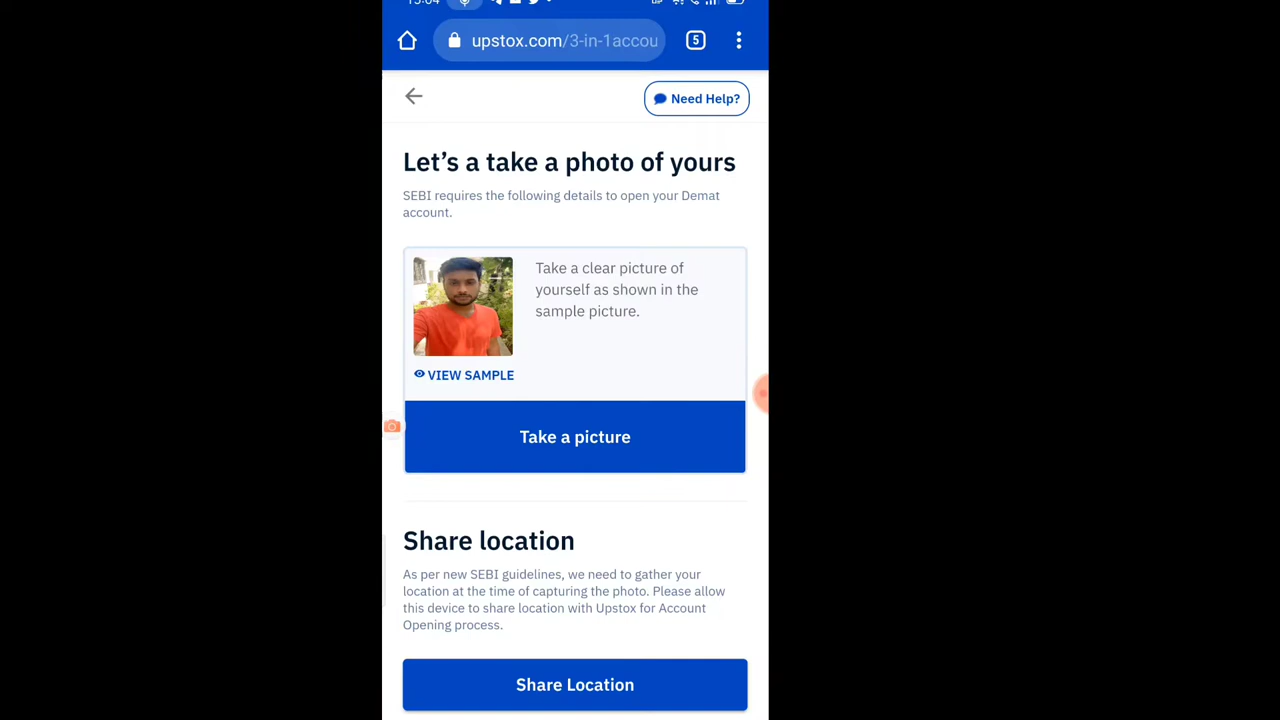 upstox.com/3-in-1accou
5
Need Help?
Let’s a take a photo of yours
SEBI requires the following details to open your Demat
account.
Take a clear picture of
yourself as shown in the
sample picture.
VIEW SAMPLE
Take a picture
Share location
As per new SEBI guidelines, we need to gather your
location at the time of capturing the photo. Please allow
this device to share location with Upstox for Account
Opening process.
Share Location